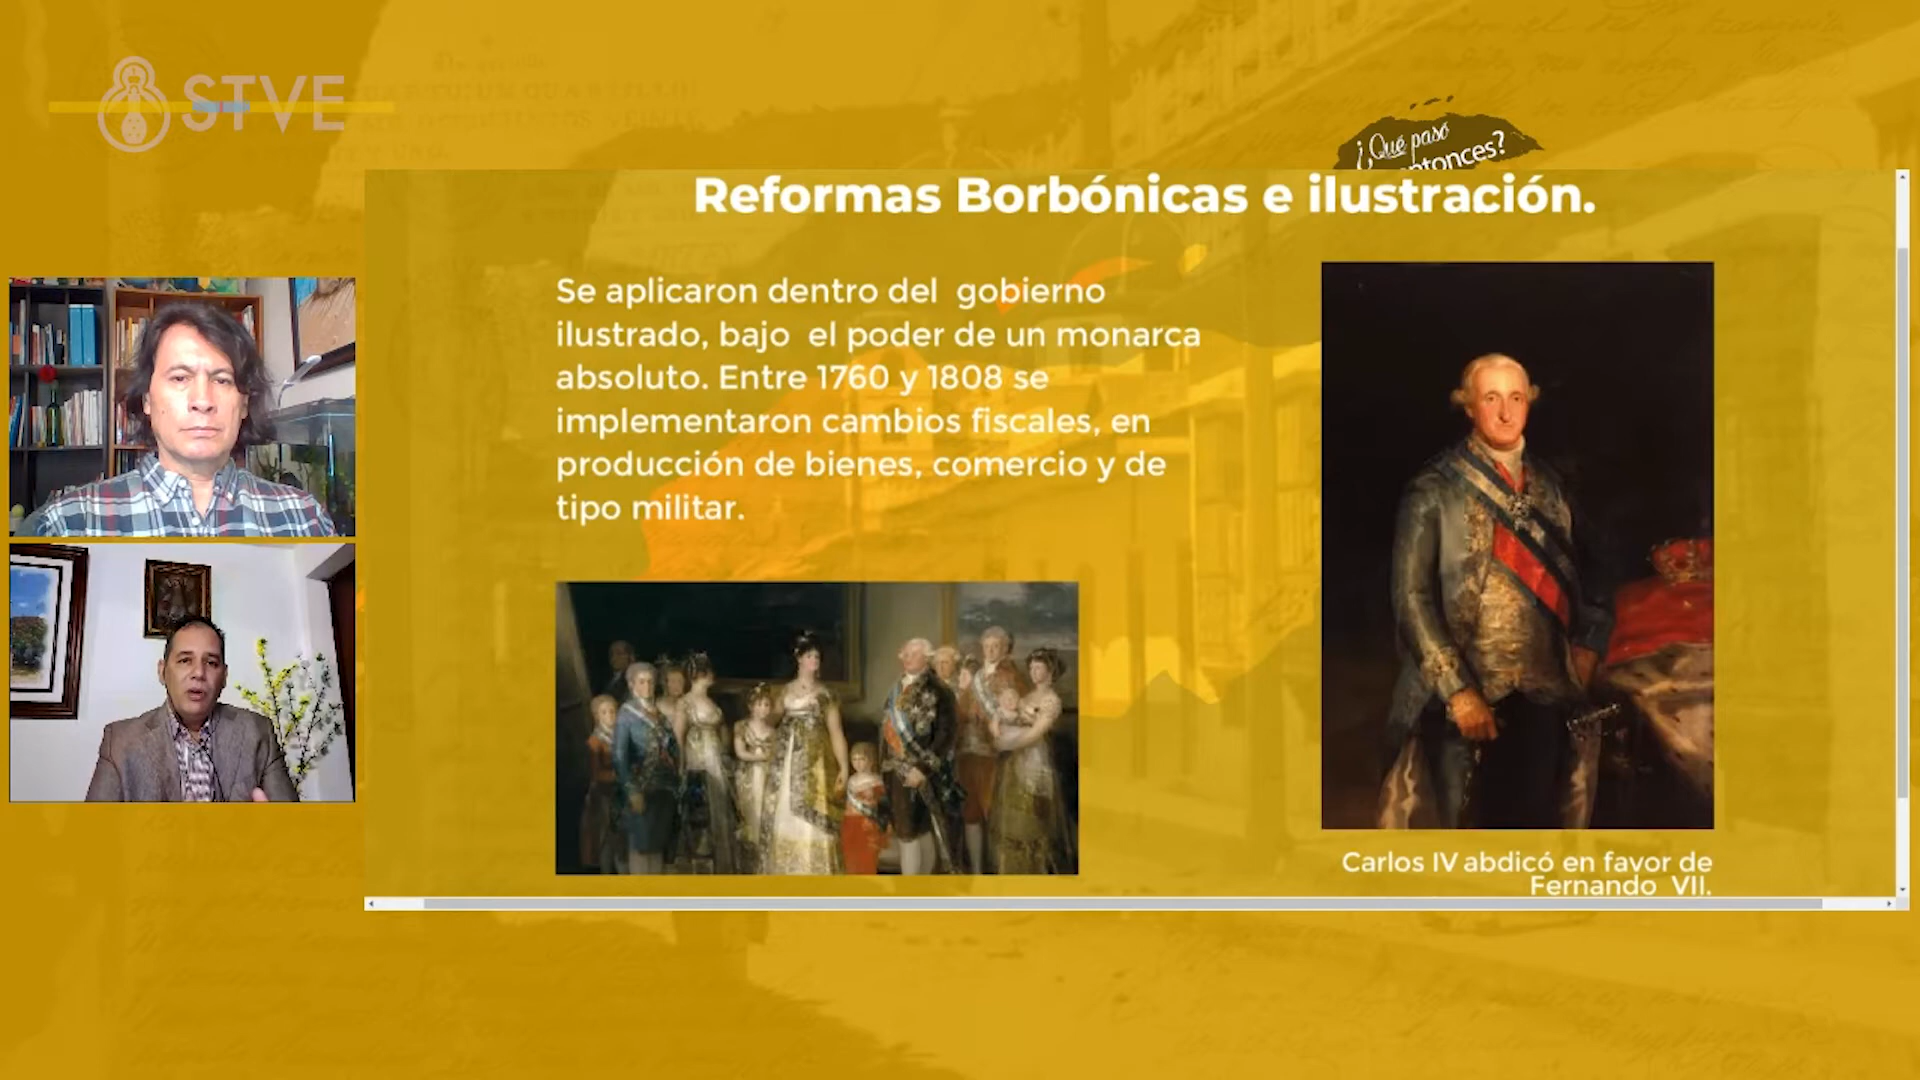 STVE
¿Qué pasó
entonces?
Reformas Borbónicas e ilustración.
Se aplicaron dentro del gobierno
ilustrado, bajo el poder de un monarca
absoluto. Entre 1760 y 1808 se
implementaron cambios fiscales, en
producción de bienes, comercio y de
tipo militar.
Carlos IV abdicó en favor de
Fernando VII.